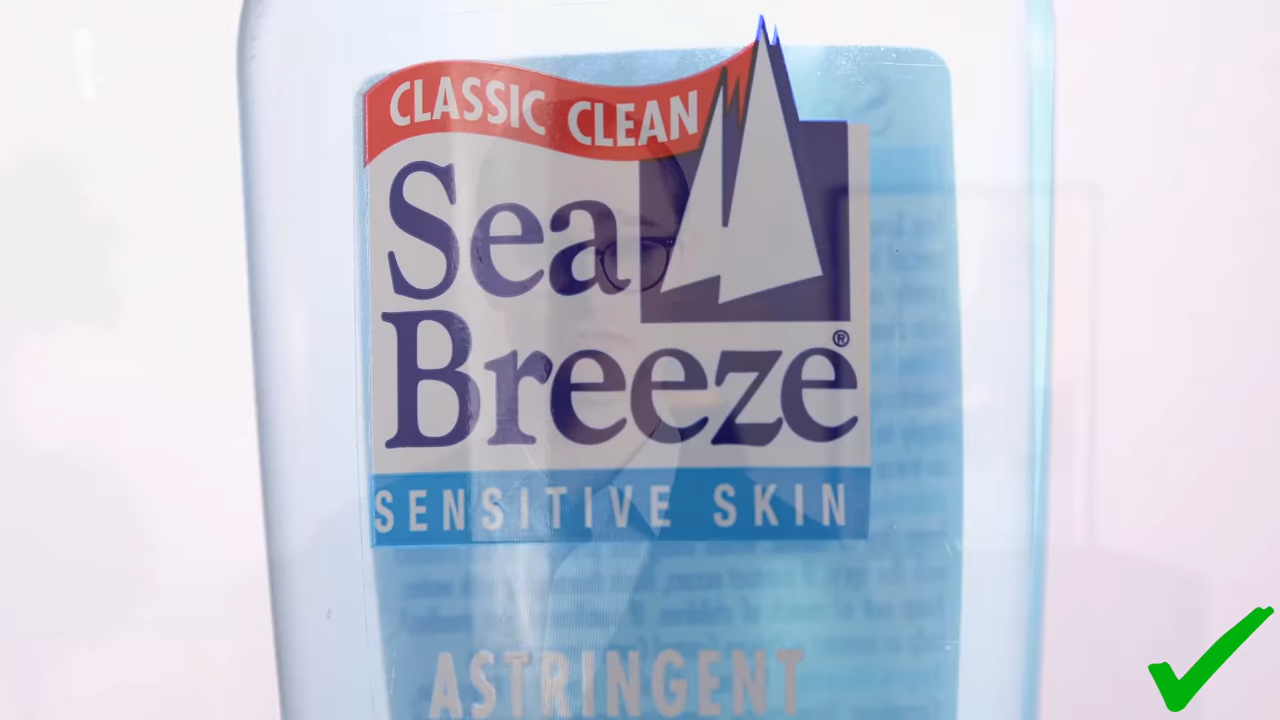 CLASSIC CLEAN
Sea
Breeze®
SENSITIVE SKIN
ASTRINGENT